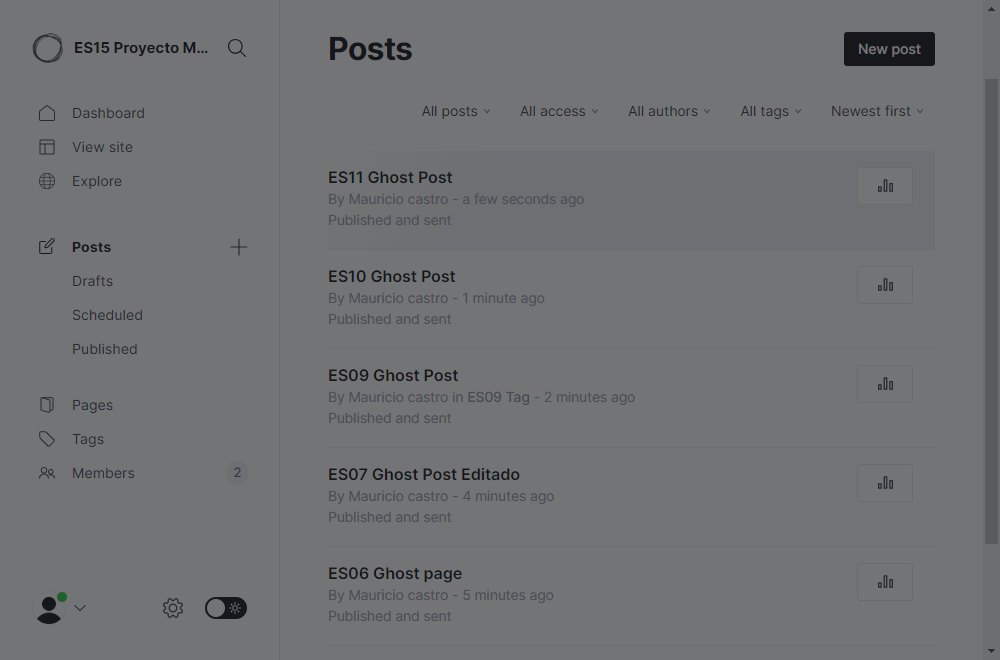 ES15 Proyecto M...
Dashboard
View site
Explore
Posts
Drafts
Scheduled
Published
Pages
Tags
Members 2
Posts
New post
All posts All access All authors All tags Newest first
ES11 Ghost Post
By Mauricio castro - a few seconds ago
Published and sent
ES10 Ghost Post
By Mauricio castro - 1 minute ago
Published and sent
ES09 Ghost Post
By Mauricio castro in ES09 Tag - 2 minutes ago
Published and sent
ES07 Ghost Post Editado
By Mauricio castro - 4 minutes ago
Published and sent
ES06 Ghost page
By Mauricio castro - 5 minutes ago
Published and sent